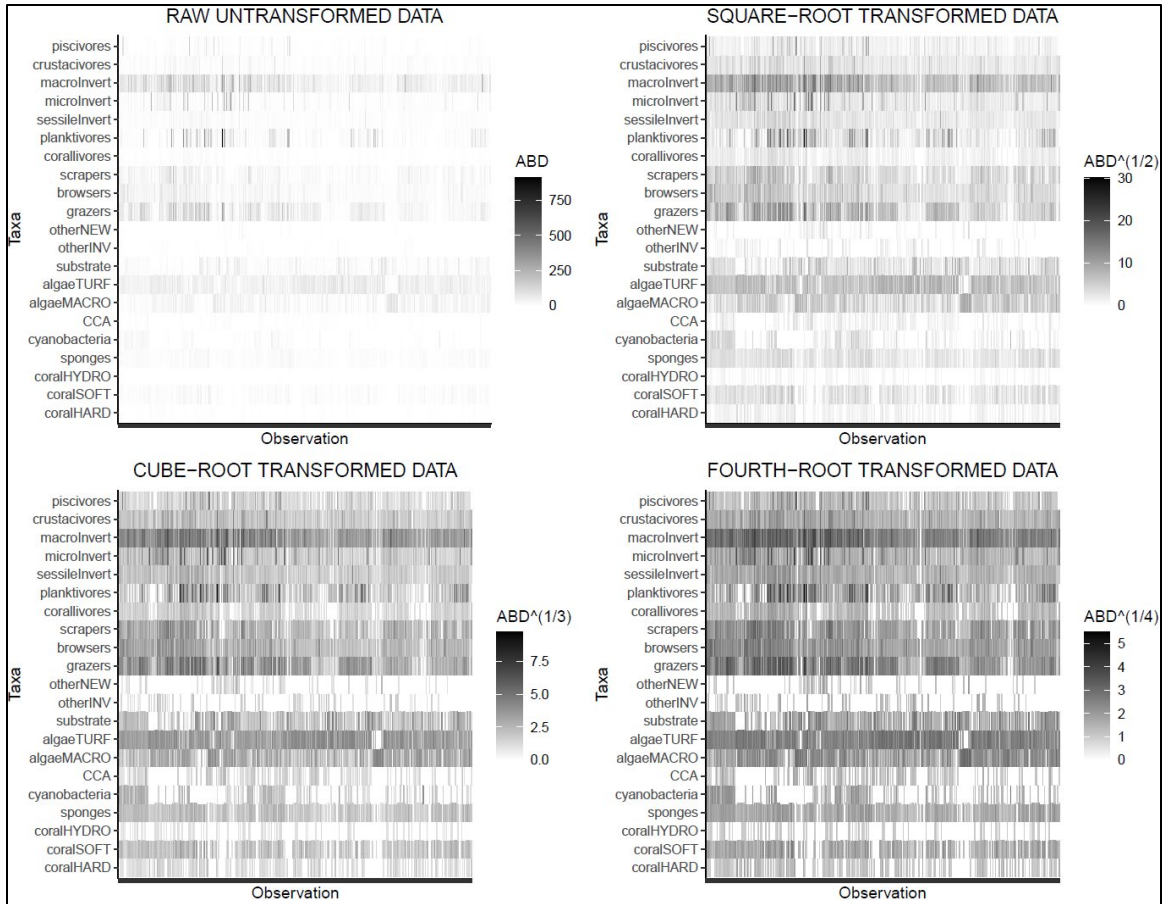 RAW UNTRANSFORMED DATA
piscivores
crustacivores
macroInvert
microInvert
sessileInvert
planktivores
corallivores
scrapers
browsers
grazers
otherNEW
otherINV
substrate
algaeTURF
algaeMACRO
CCA
cyanobacteria
sponges
coralHYDRO
coralSOFT
coralHARD
Taxa
Observation
ABD
750
500
250
0
SQUARE-ROOT TRANSFORMED DATA
piscivores
crustacivores
macroInvert
microInvert
sessileInvert
planktivores
corallivores
scrapers
browsers
grazers
otherNEW
otherINV
substrate
algaeTURF
algaeMACRO
CCA
cyanobacteria
sponges
coralHYDRO
coralSOFT
coralHARD
Taxa
Observation
ABD^(1/2)
30
20
10
0
CUBE-ROOT TRANSFORMED DATA
piscivores
crustacivores
macroInvert
microInvert
sessileInvert
planktivores
corallivores
scrapers
browsers
grazers
otherNEW
otherINV
substrate
algaeTURF
algaeMACRO
CCA
cyanobacteria
sponges
coralHYDRO
coralSOFT
coralHARD
Taxa
Observation
ABD^(1/3)
7.5
5.0
2.5
0.0
FOURTH-ROOT TRANSFORMED DATA
piscivores
crustacivores
macroInvert
microInvert
sessileInvert
planktivores
corallivores
scrapers
browsers
grazers
otherNEW
otherINV
substrate
algaeTURF
algaeMACRO
CCA
cyanobacteria
sponges
coralHYDRO
coralSOFT
coralHARD
Taxa
Observation
ABD^(1/4)
5
4
3
2
1
0